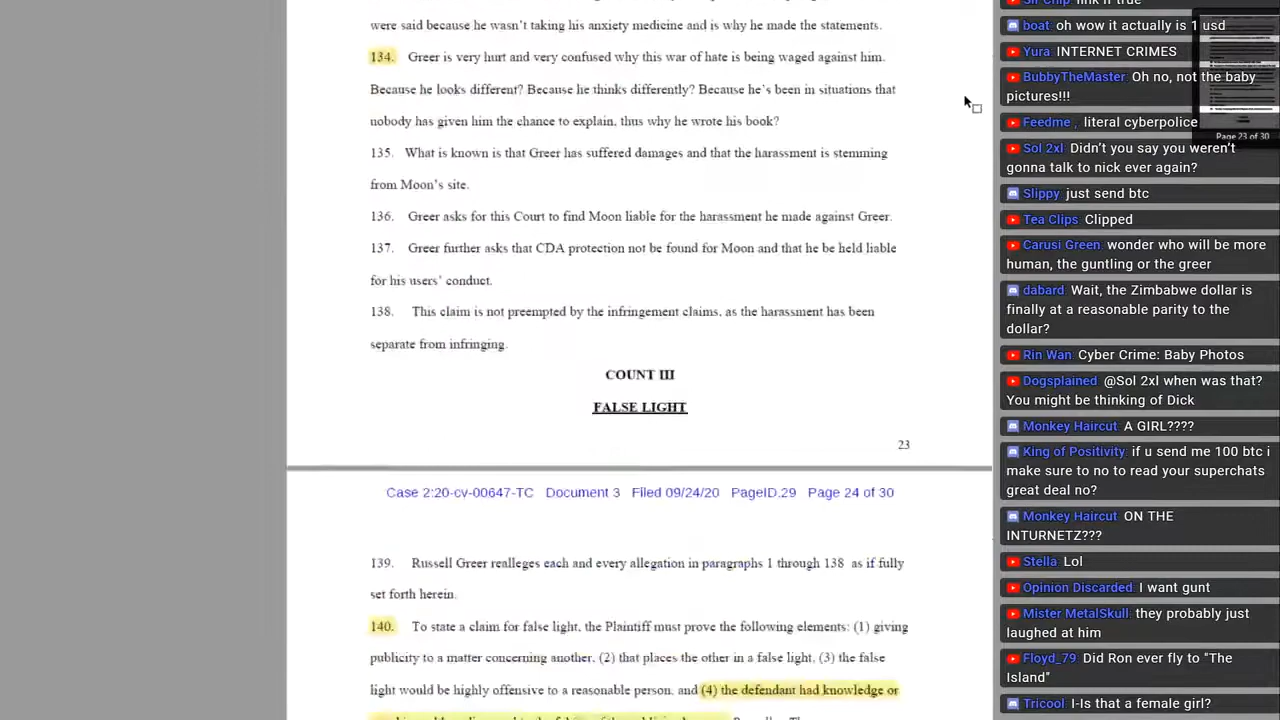 were said because he wasn't taking his anxiety medicine and is why he made the statements.
134. Greer is very hurt and very confused why this war of hate is being waged against him.
Because he looks different? Because he thinks differently? Because he's been in situations that
nobody has given him the chance to explain, thus why he wrote his book?
135. What is known is that Greer has suffered damages and that the harassment is stemming
from Moon's site.
136. Greer asks for this Court to find Moon liable for the harassment he made against Greer.
137. Greer further asks that CDA protection not be found for Moon and that he be held liable
for his users' conduct.
138. This claim is not preempted by the infringement claims, as the harassment has been
separate from infringing.
COUNT III
FALSE LIGHT
23
Case 2:20-cv-00647-TC Document 3 Filed 09/24/20 PageID.29 Page 24 of 30
139. Russell Greer realleges each and every allegation in paragraphs 1 through 138 as if fully
set forth herein.
140. To state a claim for false light, the Plaintiff must prove the following elements: (1) giving
publicity to a matter concerning another, (2) that places the other in a false light, (3) the false
light would be highly offensive to a reasonable person, and (4) the defendant had knowledge or
boat: oh wow it actually is 1 usd
Yura: INTERNET CRIMES
BubbyTheMaster: Oh no, not the baby
pictures!!!
Feedme , literal cyberpolice
Page 23 of 30
Sol 2xl: Didn't you say you weren't
gonna talk to nick ever again?
Slippy: just send btc
Tea Clips: Clipped
Carusi Green: wonder who will be more
human, the guntling or the greer
dabard: Wait, the Zimbabwe dollar is
finally at a reasonable parity to the
dollar?
Rin Wan: Cyber Crime: Baby Photos
Dogsplained: @Sol 2xl when was that?
You might be thinking of Dick
Monkey Haircut: A GIRL????
King of Positivity: if u send me 100 btc i
make sure to no to read your superchats
great deal no?
Monkey Haircut: ON THE
INTURNETZ???
Stella: Lol
Opinion Discarded: I want gunt
Mister MetalSkull: they probably just
laughed at him
Floyd_79: Did Ron ever fly to "The
Island"
Tricool: I-Is that a female girl?